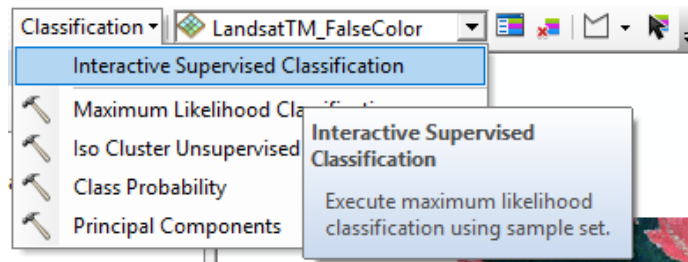 Classification LandsatTM_FalseColor
Interactive Supervised Classification
Maximum Likelihood
Iso Cluster Unsupervised
Class Probability
Principal Components
Interactive Supervised
Classification
Execute maximum likelihood
classification using sample set.